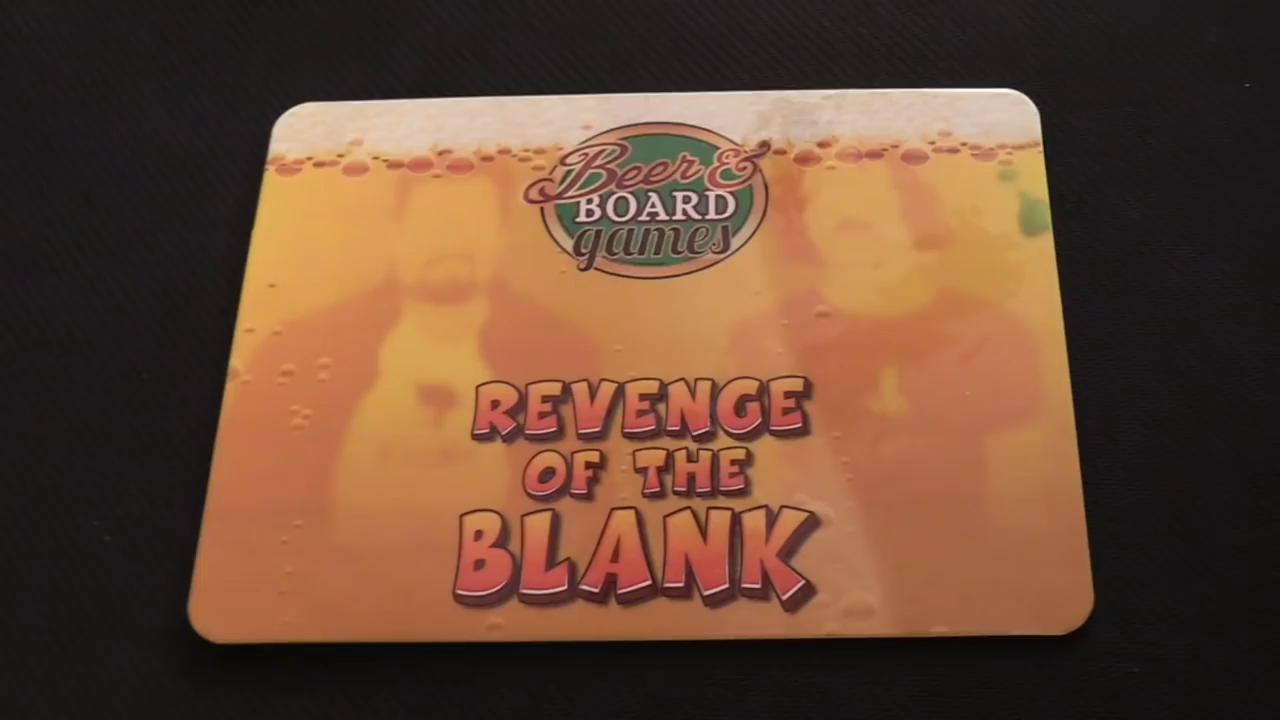 Beer &
BOARD
games
REVENGE
OF THE
BLANK